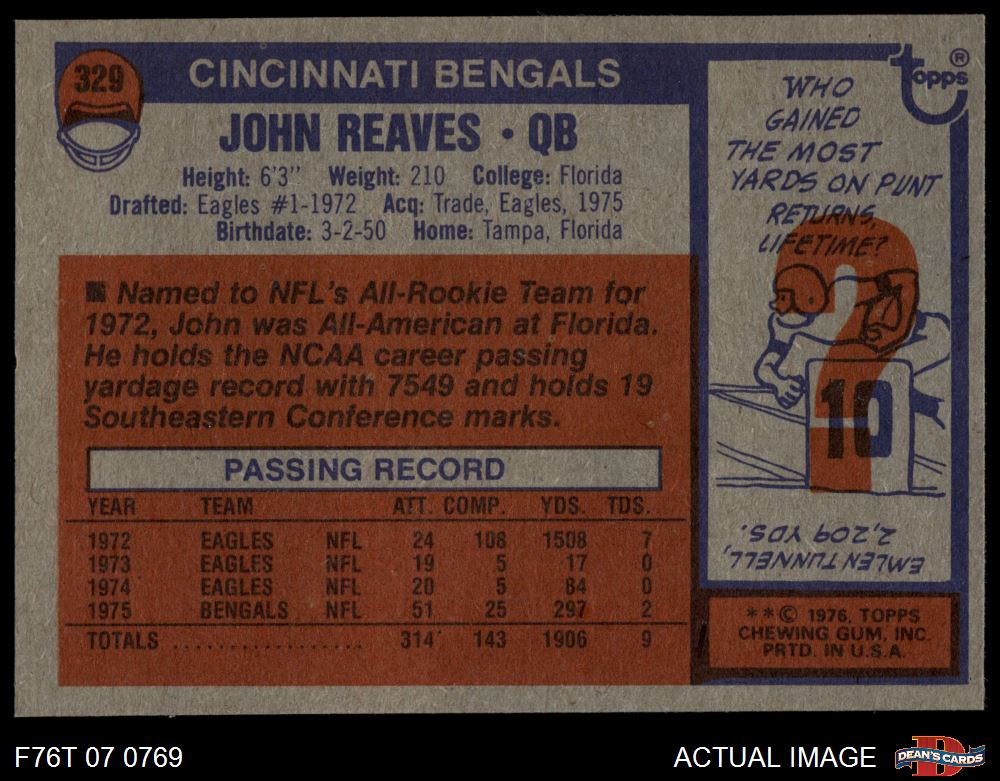 329
CINCINNATI BENGALS
JOHN REAVES · QB
Height: 6'3" Weight: 210 College: Florida
Drafted: Eagles #1-1972 Acq: Trade, Eagles, 1975
Birthdate: 3-2-50 Home: Tampa, Florida
■ Named to NFL's All-Rookie Team for
1972, John was All-American at Florida.
He holds the NCAA career passing
yardage record with 7549 and holds 19
Southeastern Conference marks.
PASSING RECORD
YEAR TEAM ATT. COMP. YDS. TDS.
1972 EAGLES NFL 24 108 1508 7
1973 EAGLES NFL 19 5 17 0
1974 EAGLES NFL 20 5 84 0
1975 BENGALS NFL 51 25 297 2
TOTALS ................. 314 143 1906 9
topps®
WHO
GAINED
THE MOST
YARDS ON PUNT
RETURNS,
LIFETIME?
?
10
EMLEN TUNNELL,
2,209 YDS.
**© 1976, TOPPS
CHEWING GUM, INC.
PRTD. IN U.S.A.
F76T 07 0769
ACTUAL IMAGE
D
DEAN'S CARDS